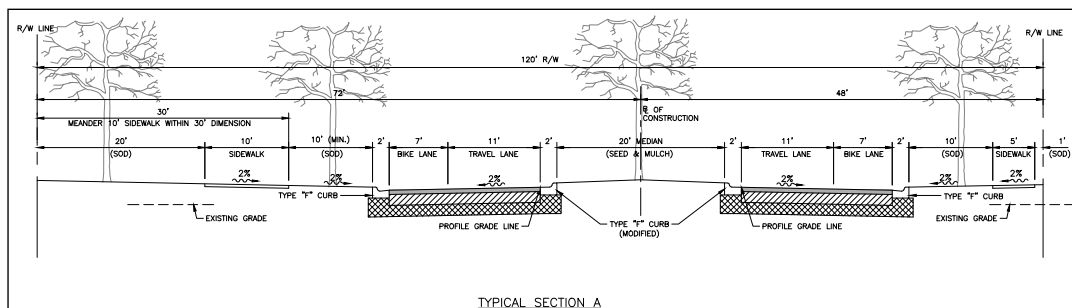 R/W LINE
R/W LINE
120' R/W
72'
48'
℄ OF
CONSTRUCTION
30'
MEANDER 10' SIDEWALK WITHIN 30' DIMENSION
20'
(SOD)
10'
SIDEWALK
10' (MIN.)
(SOD)
2'
7'
BIKE LANE
11'
TRAVEL LANE
2'
20' MEDIAN
(SEED & MULCH)
2'
11'
TRAVEL LANE
7'
BIKE LANE
2'
10'
(SOD)
5'
SIDEWALK
1'
(SOD)
2%
2%
2%
2%
2%
2%
TYPE "F" CURB
TYPE "F" CURB
EXISTING GRADE
PROFILE GRADE LINE
TYPE "F" CURB
(MODIFIED)
PROFILE GRADE LINE
EXISTING GRADE
TYPICAL SECTION A